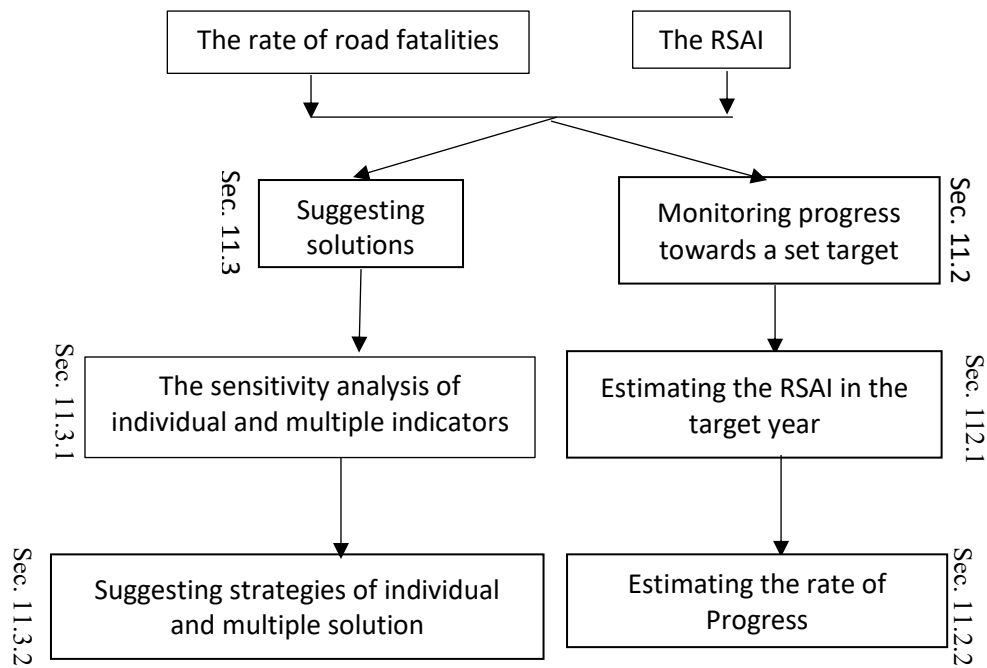 The rate of road fatalities
The RSAI
Sec. 11.3
Suggesting
solutions
Monitoring progress
towards a set target
Sec. 11.2
Sec. 11.3.1
The sensitivity analysis of
individual and multiple indicators
Estimating the RSAI in the
target year
Sec. 112.1
Sec. 11.3.2
Suggesting strategies of individual
and multiple solution
Estimating the rate of
Progress
Sec. 11.2.2